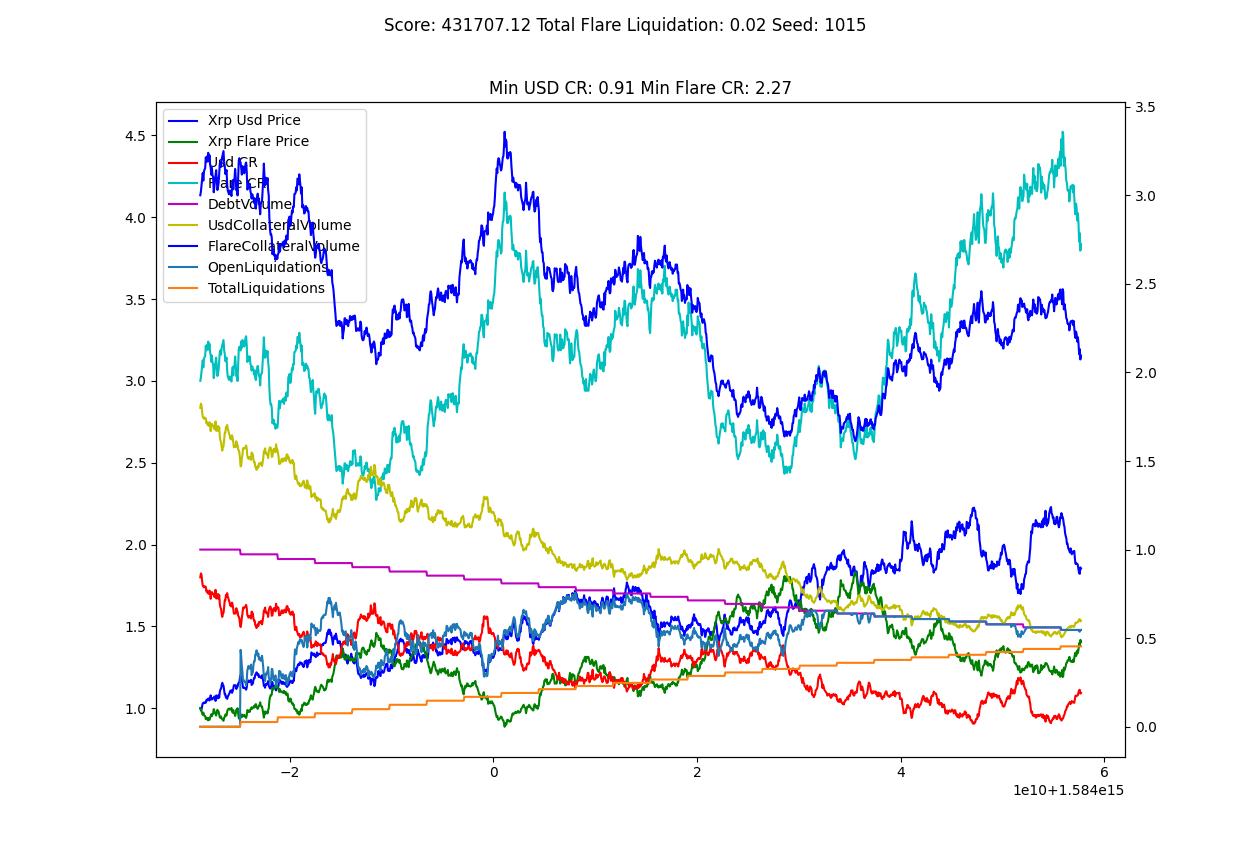 Score: 431707.12 Total Flare Liquidation: 0.02 Seed: 1015
Min USD CR: 0.91 Min Flare CR: 2.27
Xrp Usd Price
Xrp Flare Price
Usd CR
Flare CR
DebtVolume
UsdCollateralVolume
FlareCollateralVolume
OpenLiquidations
TotalLiquidations
4.5
4.0
3.5
3.0
2.5
2.0
1.5
1.0
3.5
3.0
2.5
2.0
1.5
1.0
0.5
0.0
−2
0
2
4
6
1e10+1.584e15